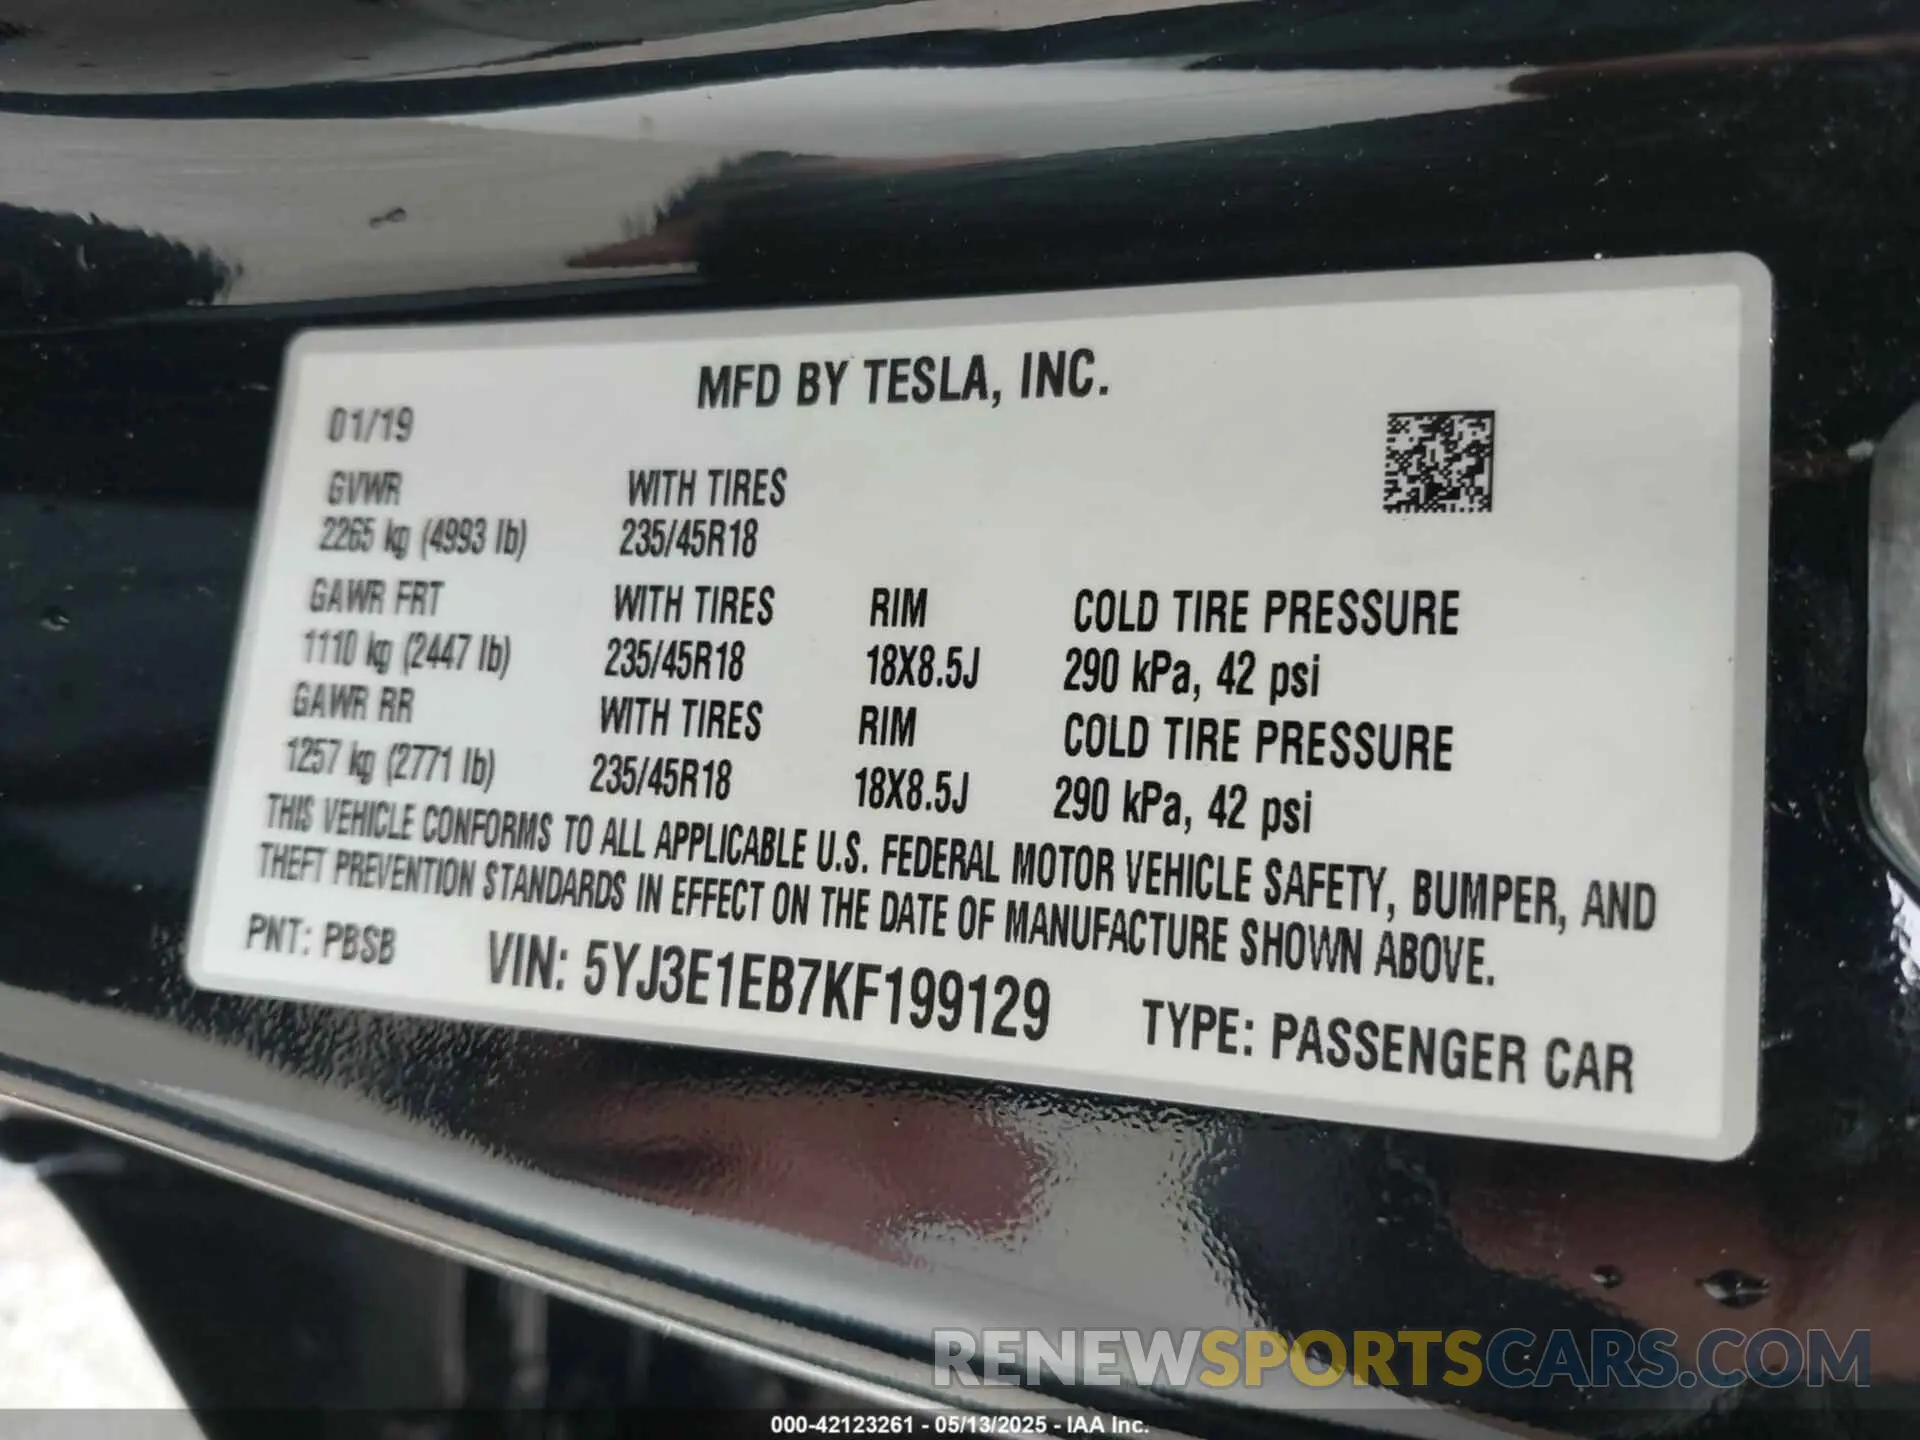 MFD BY TESLA, INC.
01/19
GVWR WITH TIRES
2265 kg (4993 lb) 235/45R18
GAWR FRT WITH TIRES RIM COLD TIRE PRESSURE
1110 kg (2447 lb) 235/45R18 18X8.5J 290 kPa, 42 psi
GAWR RR WITH TIRES RIM COLD TIRE PRESSURE
1257 kg (2771 lb) 235/45R18 18X8.5J 290 kPa, 42 psi
THIS VEHICLE CONFORMS TO ALL APPLICABLE U.S. FEDERAL MOTOR VEHICLE SAFETY, BUMPER, AND
THEFT PREVENTION STANDARDS IN EFFECT ON THE DATE OF MANUFACTURE SHOWN ABOVE.
PNT: PBSB VIN: 5YJ3E1EB7KF199129 TYPE: PASSENGER CAR
RENEWSPORTSCARS.COM
000-42123261 - 05/13/2025 - IAA Inc.